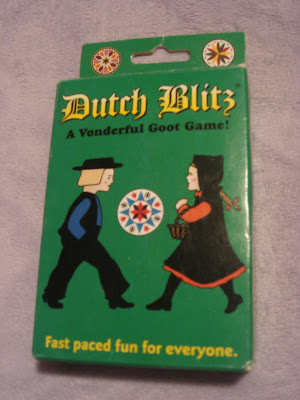 Dutch Blitz
A Vonderful Goot Game!
Fast paced fun for everyone.